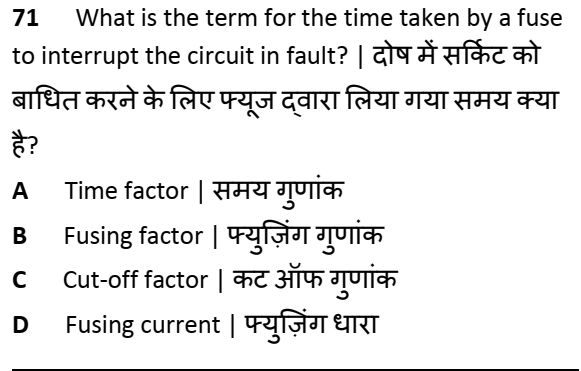 71 What is the term for the time taken by a fuse
to interrupt the circuit in fault? | दोष में सर्किट को
बाधित करने के लिए फ्यूज द्वारा लिया गया समय क्या
है?
A Time factor | समय गुणांक
B Fusing factor | फ्युज़िंग गुणांक
C Cut-off factor | कट ऑफ गुणांक
D Fusing current | फ्युज़िंग धारा